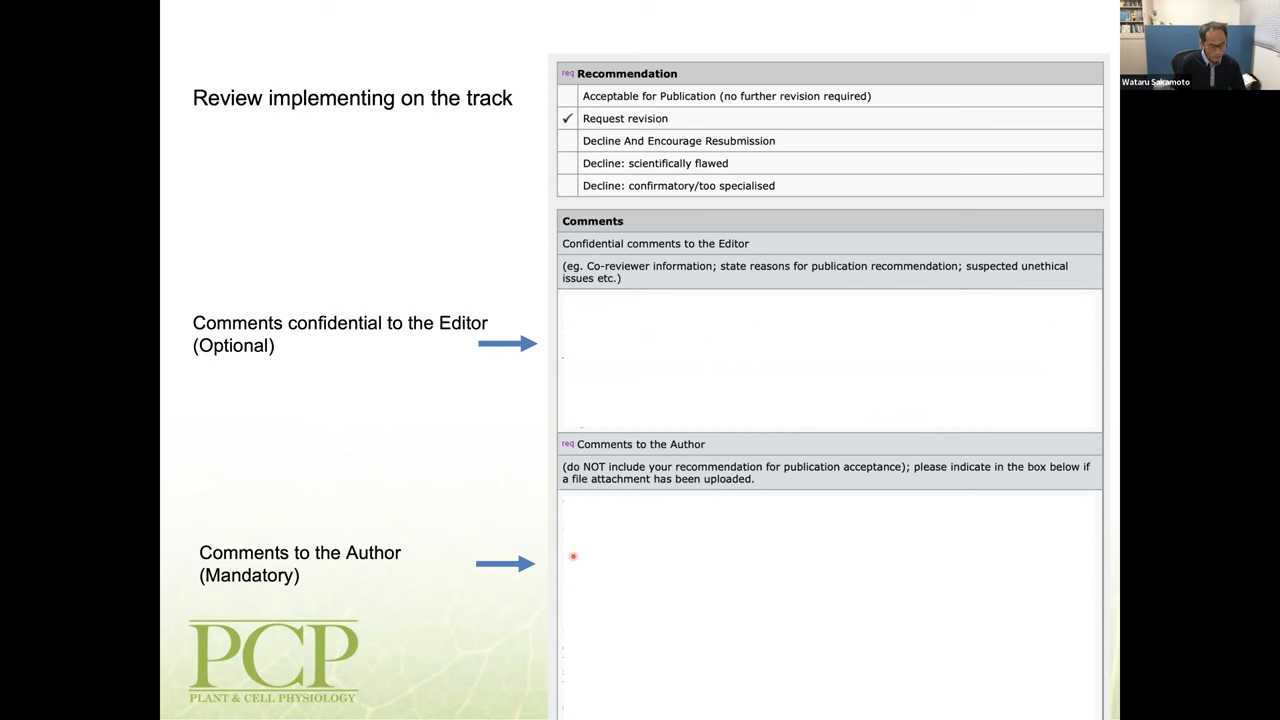 Review implementing on the track
req Recommendation
Acceptable for Publication (no further revision required)
✓ Request revision
Decline And Encourage Resubmission
Decline: scientifically flawed
Decline: confirmatory/too specialised
Comments
Confidential comments to the Editor
(eg. Co-reviewer information; state reasons for publication recommendation; suspected unethical
issues etc.)
Comments confidential to the Editor
(Optional)
req Comments to the Author
(do NOT include your recommendation for publication acceptance); please indicate in the box below if
a file attachment has been uploaded.
Comments to the Author
(Mandatory)
PCP
PLANT & CELL PHYSIOLOGY
Wataru Sakamoto